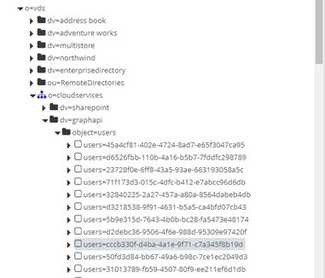 o=vds
dv=address book
dv=adventure works
dv=multistore
dv=northwind
dv=enterprisedirectory
ou=RemoteDirectories
o=cloudservices
dv=sharepoint
dv=graphapi
object=users
users=45a4cf81-402e-4724-8ad7-e65f3047ca95
users=d6526fbb-110b-4a16-b5b7-7fddfc298789
users=23728f0e-6ff8-43a5-93ae-663193058a5c
users=71f173d3-015c-4dfc-b412-e7abcc96d6db
users=32840225-2a27-457a-a80a-8564dabeb4db
users=d3218538-9f91-4631-b5a5-ca4bfd07cb43
users=5b9e315d-7643-4b0b-bc28-fa5473e48174
users=d2debc36-9506-4f6e-988d-95309e97420f
users=cccb330f-d4ba-4a1e-9f71-c7a345f8b19d
users=50fd3d84-bb67-49a6-b98c-7ce1ec2049d3
users=31013789-fb59-4507-80f9-ee211ef6d1db